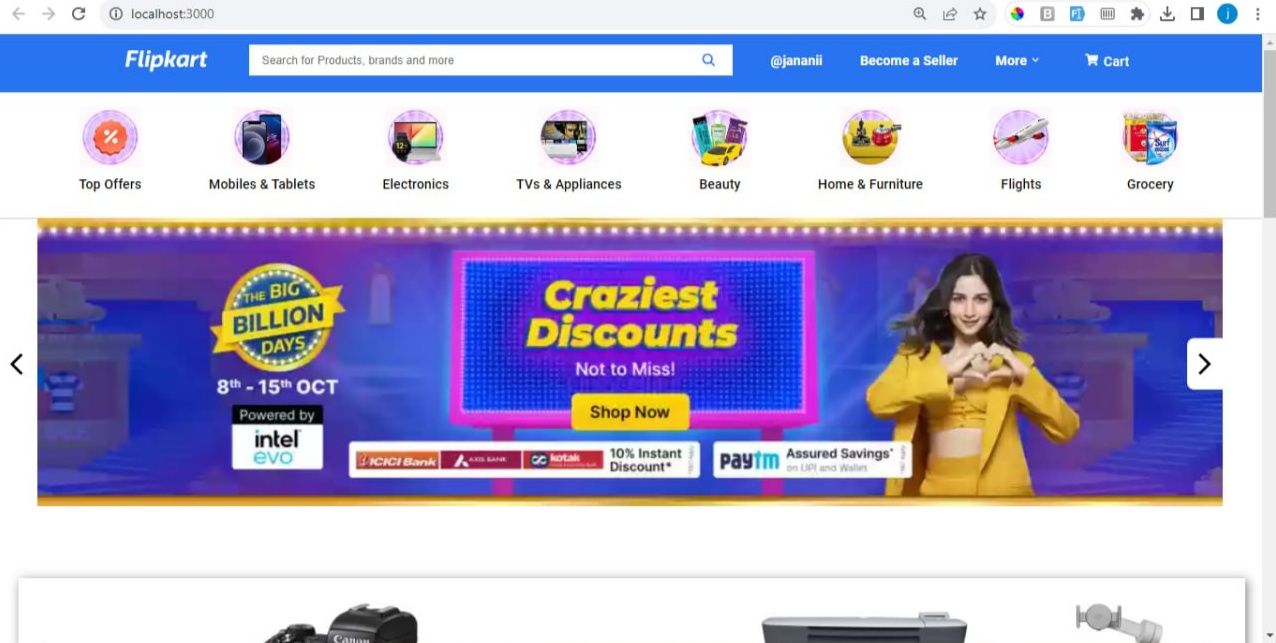 localhost:3000
j
Flipkart
Search for Products, brands and more
@jananii
Become a Seller
More
Cart
Top Offers
Mobiles & Tablets
Electronics
TVs & Appliances
Beauty
Home & Furniture
Flights
Grocery
THE BIG
BILLION
DAYS
8th - 15th OCT
Powered by
intel
evo
Craziest
Discounts
Not to Miss!
Shop Now
ICICI Bank
AXIS BANK
kotak
10% Instant
Discount*
paytm
Assured Savings*
on UPI and Wallet
Canon